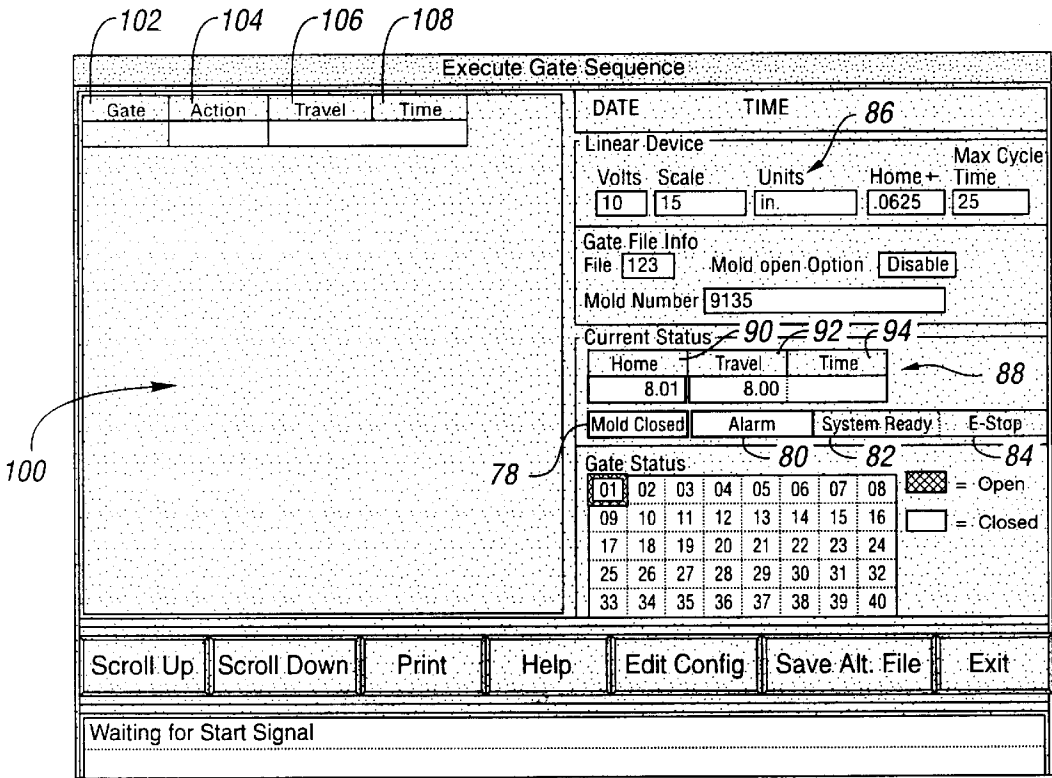 102 104 106 108
Execute Gate Sequence
Gate Action Travel Time
DATE TIME 86
Linear Device
Max Cycle
Volts Scale Units Home+- Time
10 15 in. .0625 25
Gate File Info
File 123 Mold open Option Disable
Mold Number 9135
Current Status 90 92 94
Home Travel Time
8.01 8.00
88
Mold Closed Alarm System Ready E-Stop
100
78 80 82 84
Gate Status
01 02 03 04 05 06 07 08
= Open
09 10 11 12 13 14 15 16
= Closed
17 18 19 20 21 22 23 24
25 26 27 28 29 30 31 32
33 34 35 36 37 38 39 40
Scroll Up Scroll Down Print Help Edit Config Save Alt. File Exit
Waiting for Start Signal